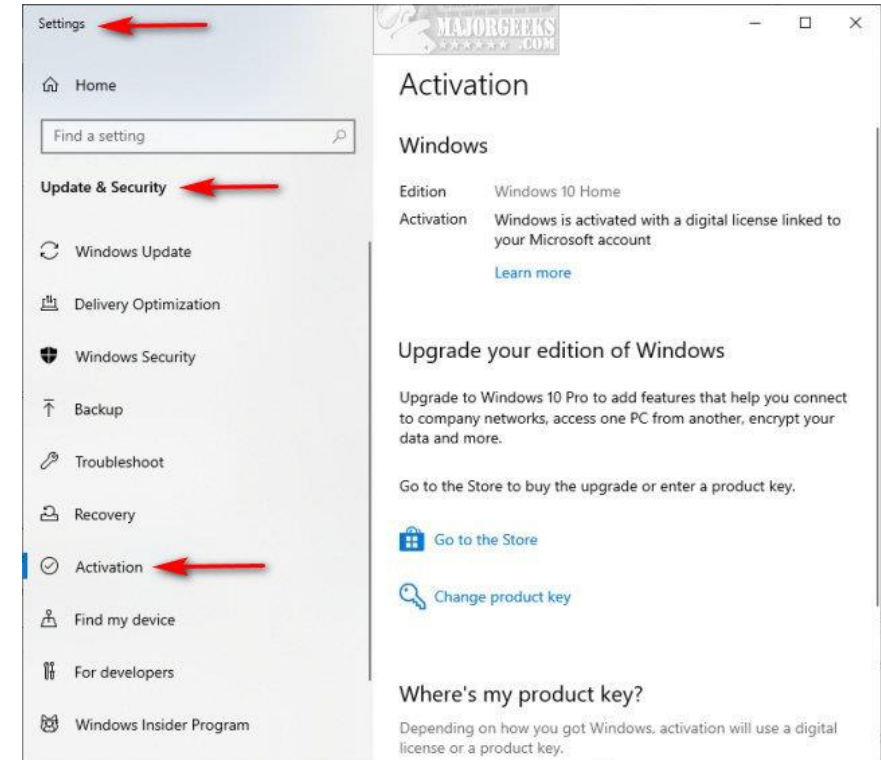 Settings
MAJORGEEKS
.COM
Home
Find a setting
Update & Security
Windows Update
Delivery Optimization
Windows Security
Backup
Troubleshoot
Recovery
Activation
Find my device
For developers
Windows Insider Program
Activation
Windows
Edition Windows 10 Home
Activation Windows is activated with a digital license linked to
your Microsoft account
Learn more
Upgrade your edition of Windows
Upgrade to Windows 10 Pro to add features that help you connect
to company networks, access one PC from another, encrypt your
data and more.
Go to the Store to buy the upgrade or enter a product key.
Go to the Store
Change product key
Where's my product key?
Depending on how you got Windows, activation will use a digital
license or a product key.